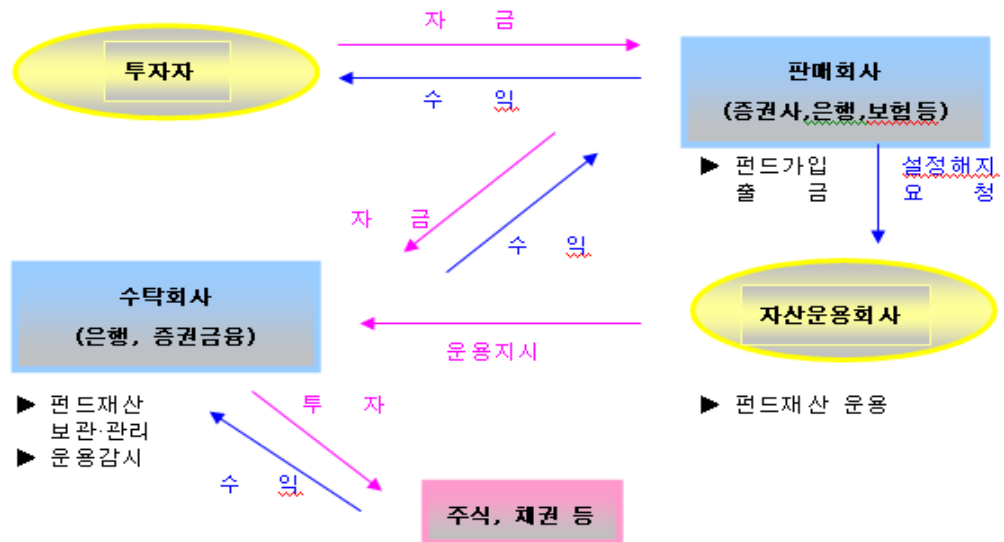 자 금
투자자
수 익
판매회사
(증권사,은행,보험등)
▶ 펀드가입
출 금
설정해지
요 청
자 금
수 익
수탁회사
(은행, 증권금융)
자산운용회사
운용지시
▶ 펀드재산
보관·관리
▶ 운용감시
투 자
수 익
▶ 펀드재산 운용
주식, 채권 등